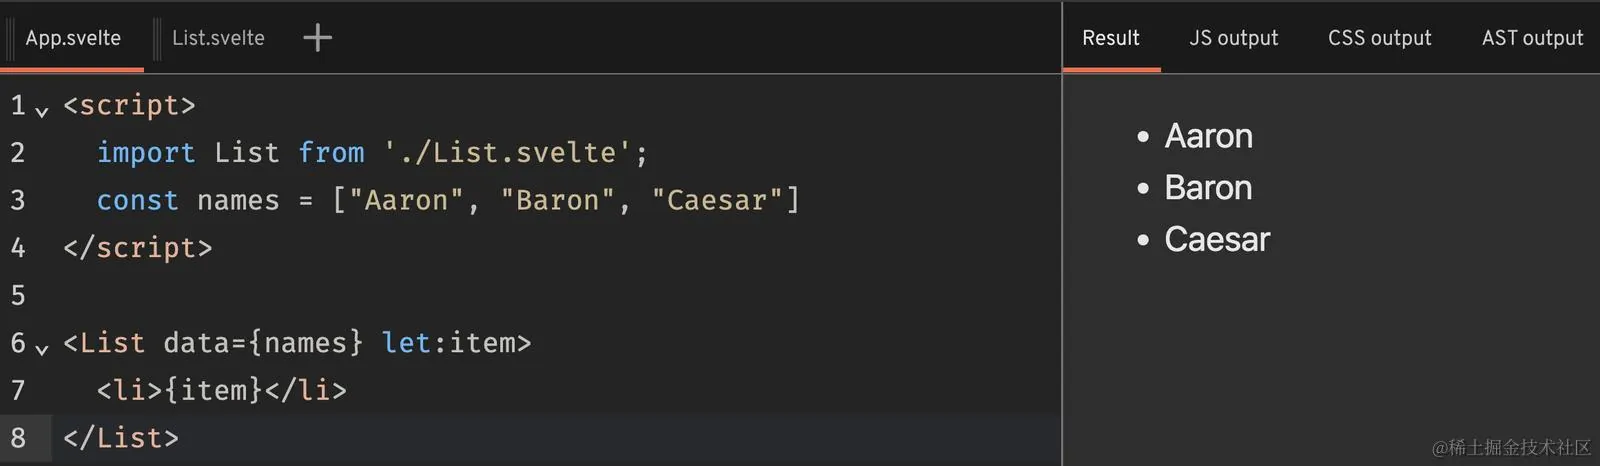 App.svelte List.svelte + Result JS output CSS output AST output
1 <script>
2   import List from './List.svelte';
3   const names = ["Aaron", "Baron", "Caesar"]
4 </script>
5
6 <List data={names} let:item>
7   <li>{item}</li>
8 </List>
• Aaron
• Baron
• Caesar
@稀土掘金技术社区